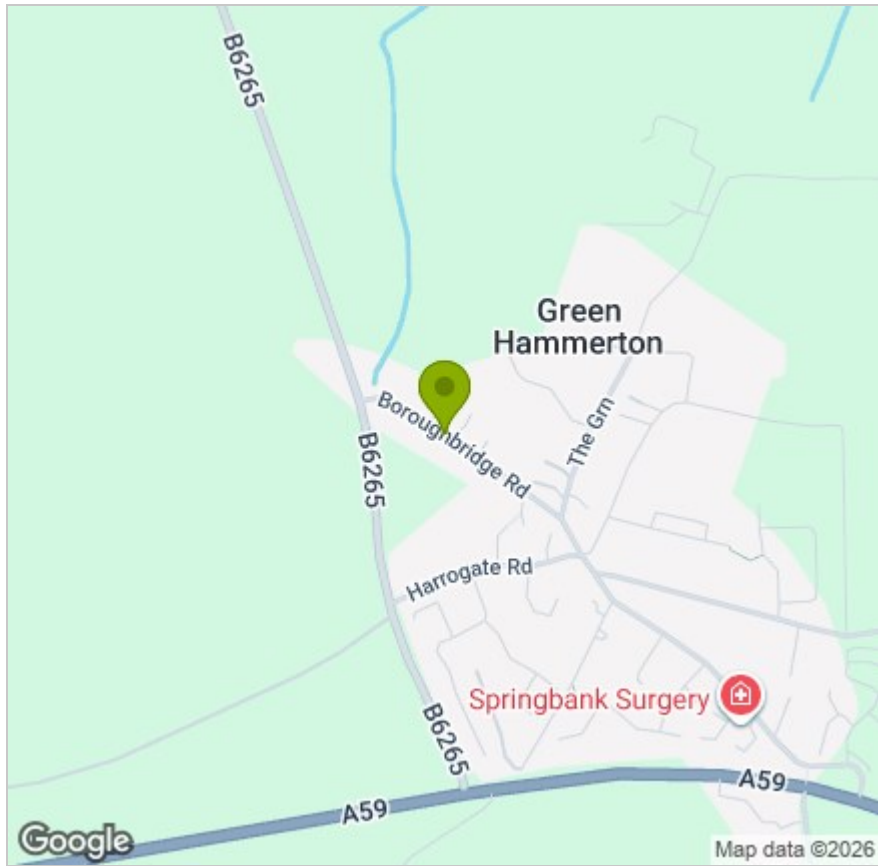 B6265
Green
Hammerton
Boroughbridge Rd
The Grn
B6265
Harrogate Rd
Springbank Surgery
B6265
A59
A59
Google
Map data ©2026